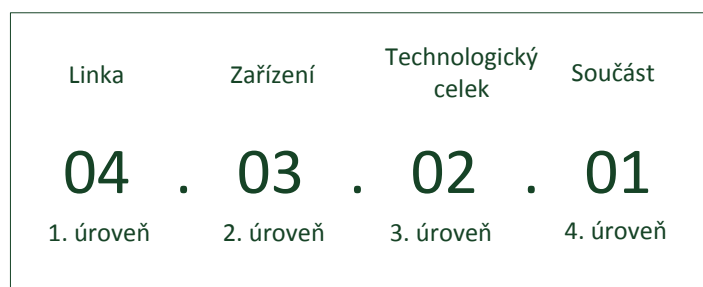 Linka Zařízení Technologický celek Součást
04 . 03 . 02 . 01
1. úroveň 2. úroveň 3. úroveň 4. úroveň